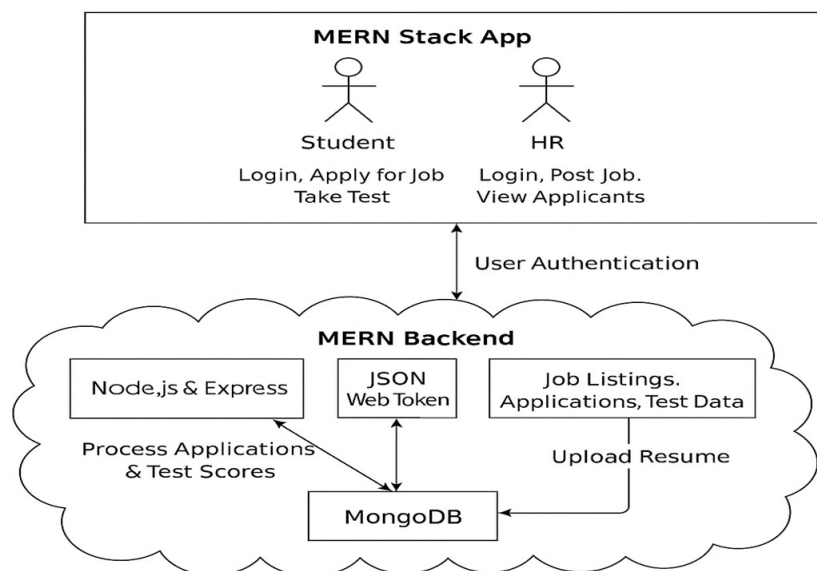 MERN Stack App
Student
HR
Login, Apply for Job
Take Test
Login, Post Job.
View Applicants
User Authentication
MERN Backend
Node,js & Express
JSON
Web Token
Job Listings.
Applications, Test Data
Process Applications
& Test Scores
Upload Resume
MongoDB